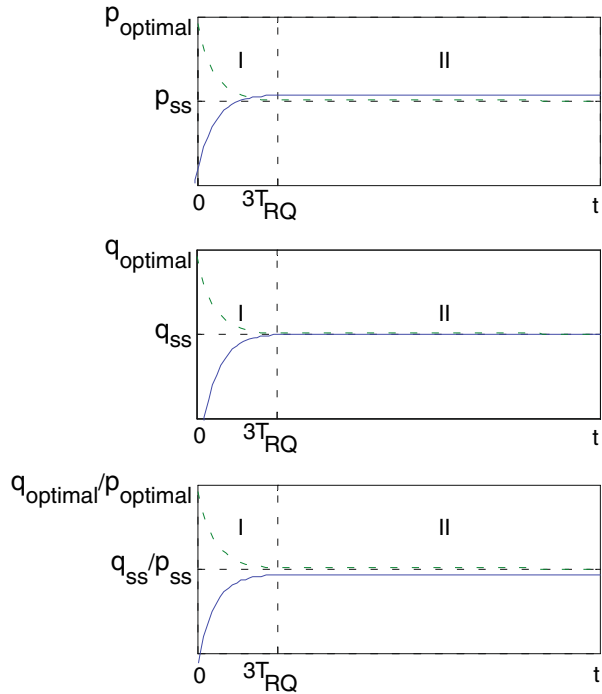 p_optimal
I II
p_ss
0 3T_RQ t
q_optimal
I II
q_ss
0 3T_RQ t
q_optimal/p_optimal
I II
q_ss/p_ss
0 3T_RQ t